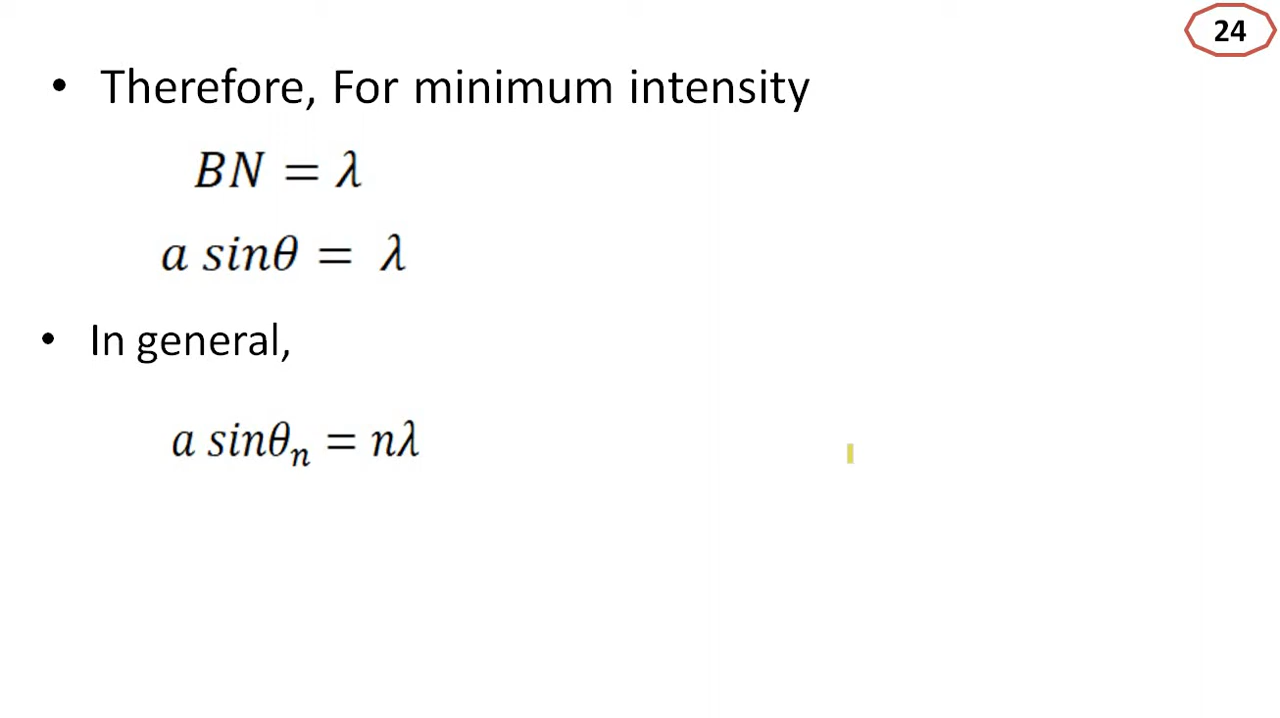 24
• Therefore, For minimum intensity
BN = λ
a sinθ = λ
• In general,
a sinθₙ = nλ